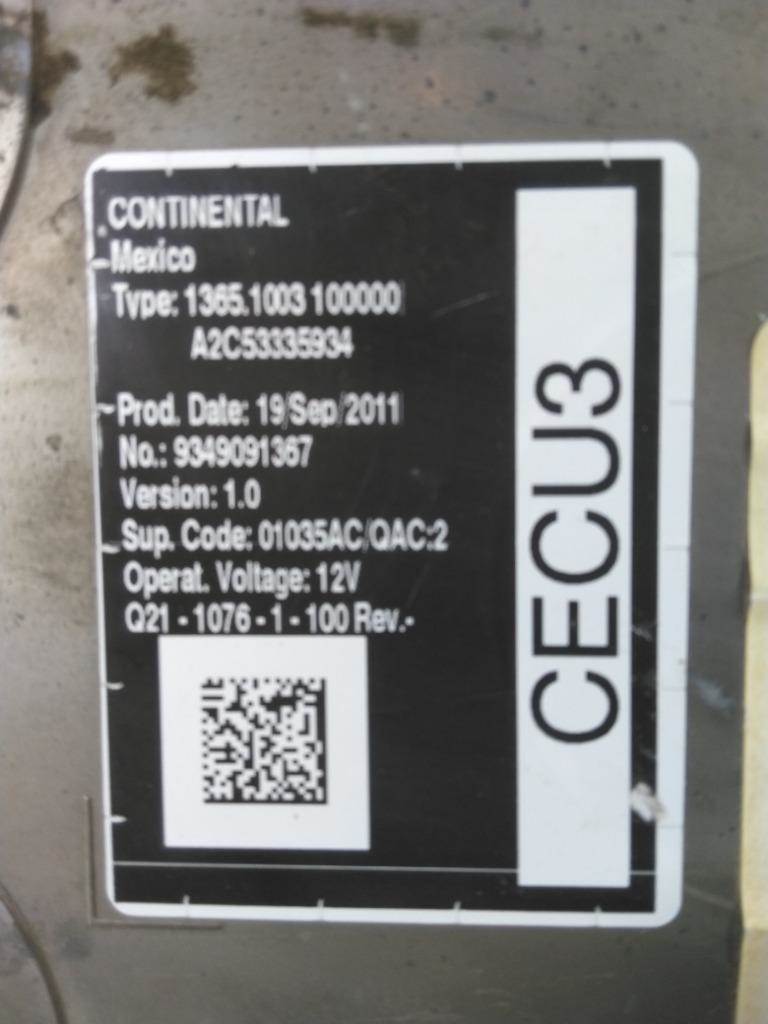 CONTINENTAL
Mexico
Type: 1365.1003 100000
A2C53335934
Prod. Date: 19/Sep/2011
No.: 9349091367
Version: 1.0
Sup. Code: 01035AC/QAC:2
Operat. Voltage: 12V
Q21 - 1076 - 1 - 100 Rev.-
CECU3